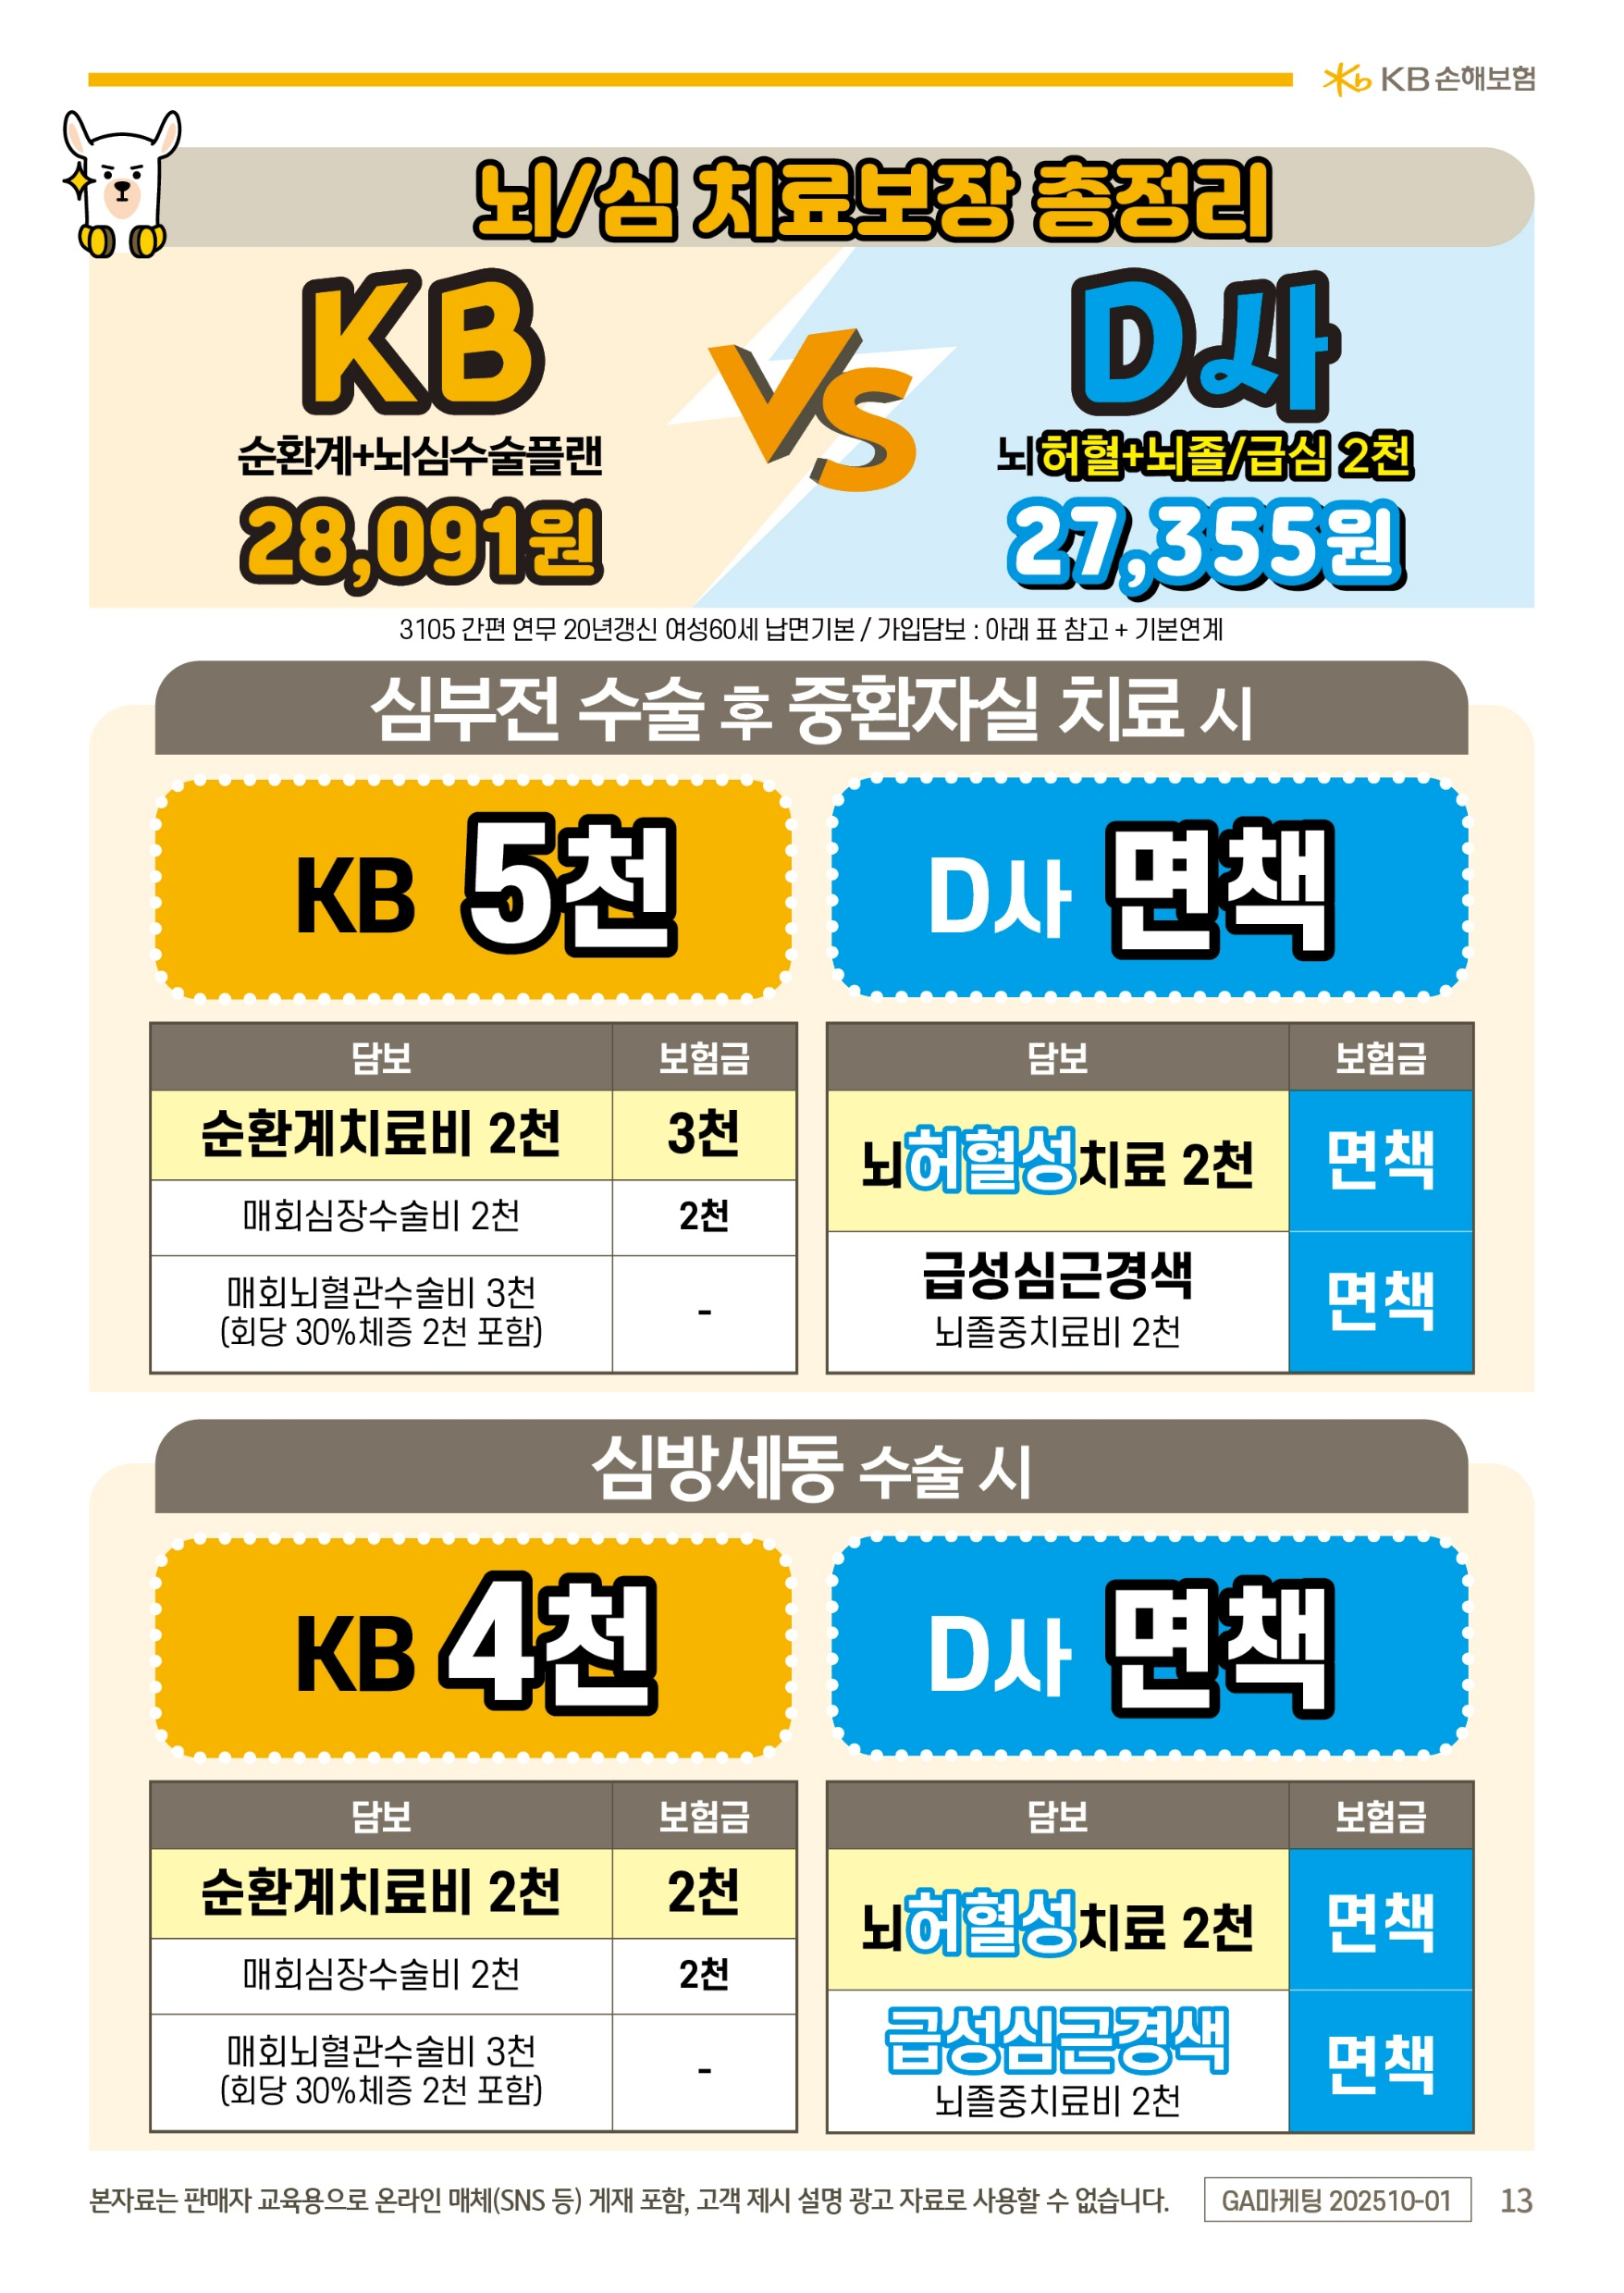 KB손해보험
뇌/심 치료보장 총정리
KB
순환계+뇌심수술플랜
28,091원
VS
D사
뇌허혈+뇌졸/급심 2천
27,355원
3105 간편 연무 20년갱신 여성60세 납면기본 / 가입담보 : 아래 표 참고 + 기본연계
심부전 수술 후 중환자실 치료 시
KB 5천
D사 면책
담보 보험금
순환계치료비 2천 3천
매회심장수술비 2천 2천
매회뇌혈관수술비 3천
(회당 30%체증 2천 포함) -
담보 보험금
뇌허혈성치료 2천 면책
급성심근경색
뇌졸중치료비 2천 면책
심방세동 수술 시
KB 4천
D사 면책
담보 보험금
순환계치료비 2천 2천
매회심장수술비 2천 2천
매회뇌혈관수술비 3천
(회당 30%체증 2천 포함) -
담보 보험금
뇌허혈성치료 2천 면책
급성심근경색
뇌졸중치료비 2천 면책
본자료는 판매자 교육용으로 온라인 매체(SNS 등) 게재 포함, 고객 제시 설명 광고 자료로 사용할 수 없습니다.
GA마케팅 202510-01
13